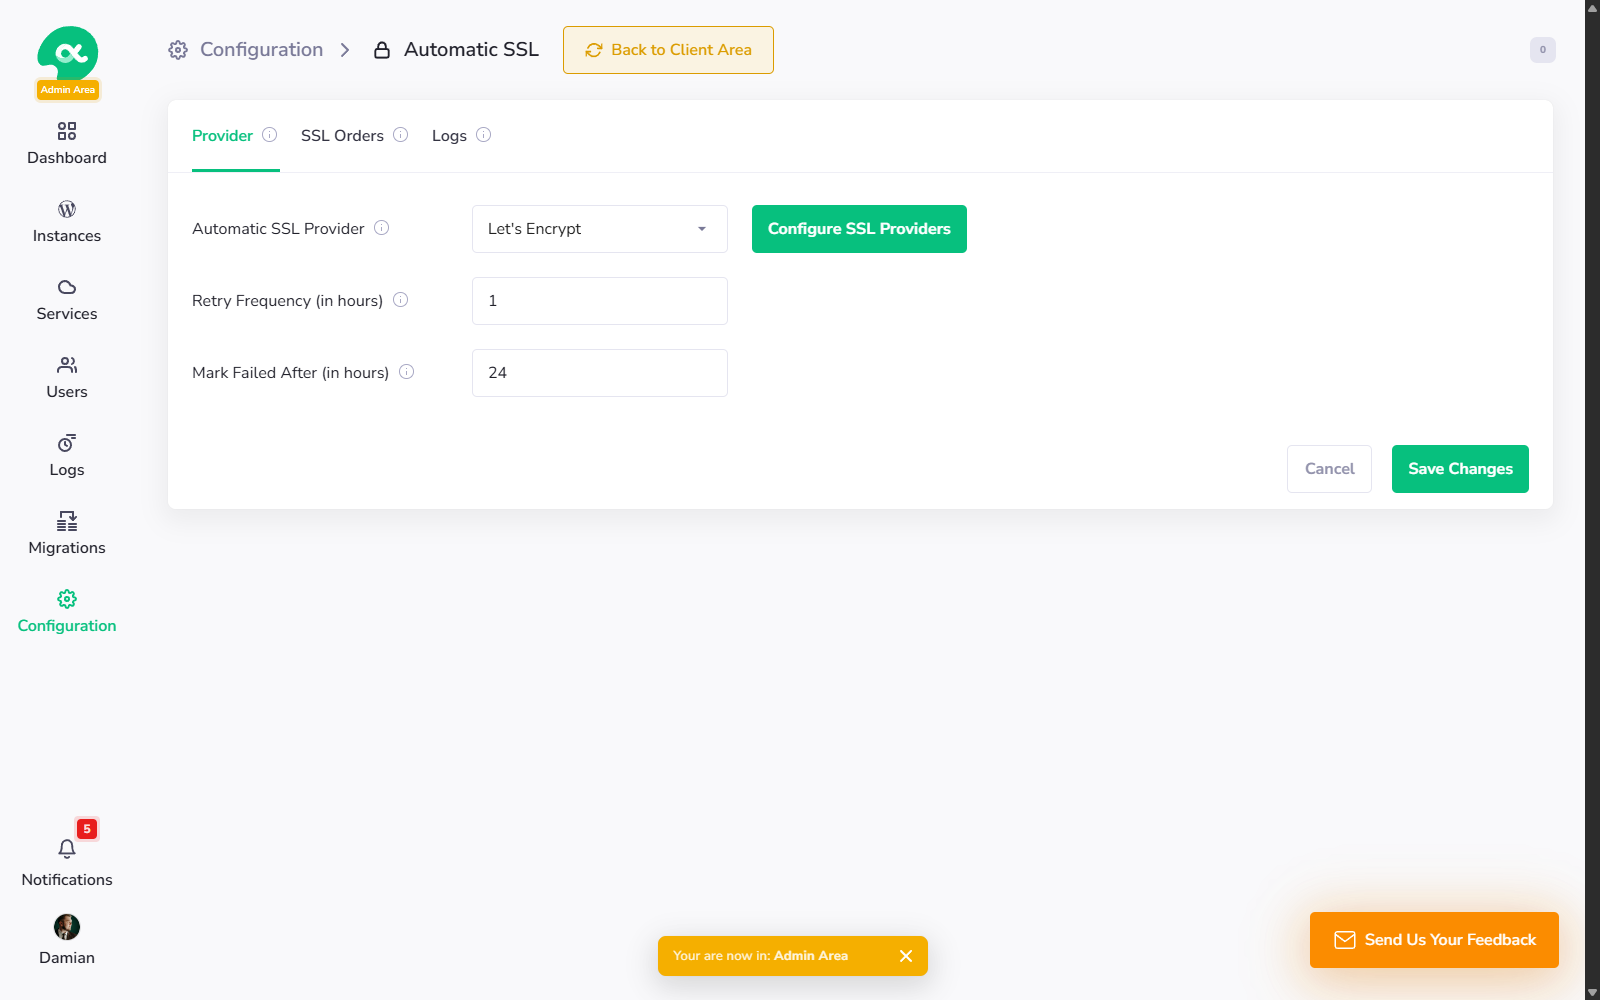 Admin Area
Dashboard
Instances
Services
Users
Logs
Migrations
Configuration
5
Notifications
Damian
Configuration
Automatic SSL
Back to Client Area
0
Provider
SSL Orders
Logs
Automatic SSL Provider
Let's Encrypt
Configure SSL Providers
Retry Frequency (in hours)
1
Mark Failed After (in hours)
24
Cancel
Save Changes
Your are now in: Admin Area
Send Us Your Feedback